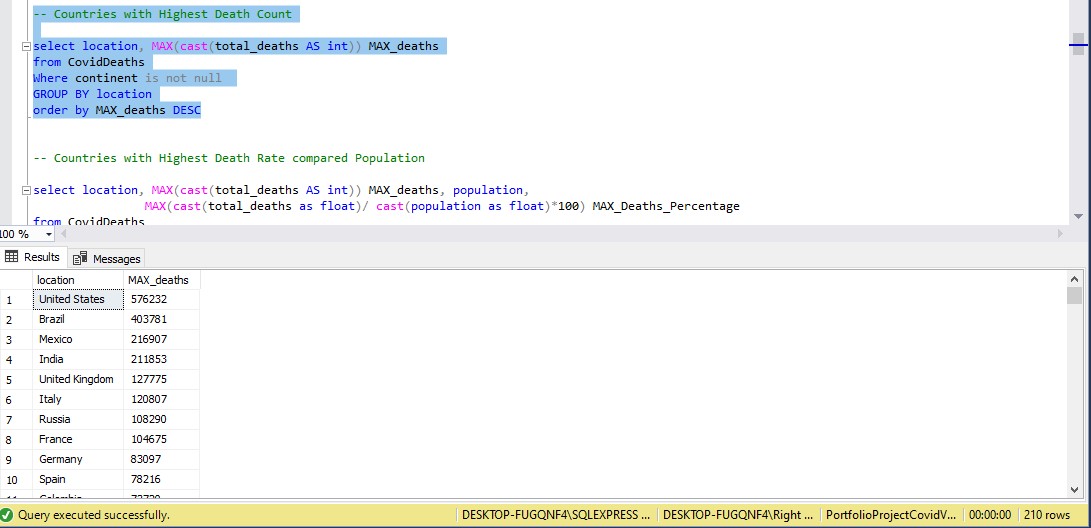 -- Countries with Highest Death Count
select location, MAX(cast(total_deaths AS int)) MAX_deaths
from CovidDeaths
Where continent is not null
GROUP BY location
order by MAX_deaths DESC
-- Countries with Highest Death Rate compared Population
select location, MAX(cast(total_deaths AS int)) MAX_deaths, population,
MAX(cast(total_deaths as float)/ cast(population as float)*100) MAX_Deaths_Percentage
from CovidDeaths
100 %
Results Messages
location MAX_deaths
1 United States 576232
2 Brazil 403781
3 Mexico 216907
4 India 211853
5 United Kingdom 127775
6 Italy 120807
7 Russia 108290
8 France 104675
9 Germany 83097
10 Spain 78216
11 Colombia
Query executed successfully. DESKTOP-FUGQNF4\SQLEXPRESS ... DESKTOP-FUGQNF4\Right ... PortfolioProjectCovidV... 00:00:00 210 rows